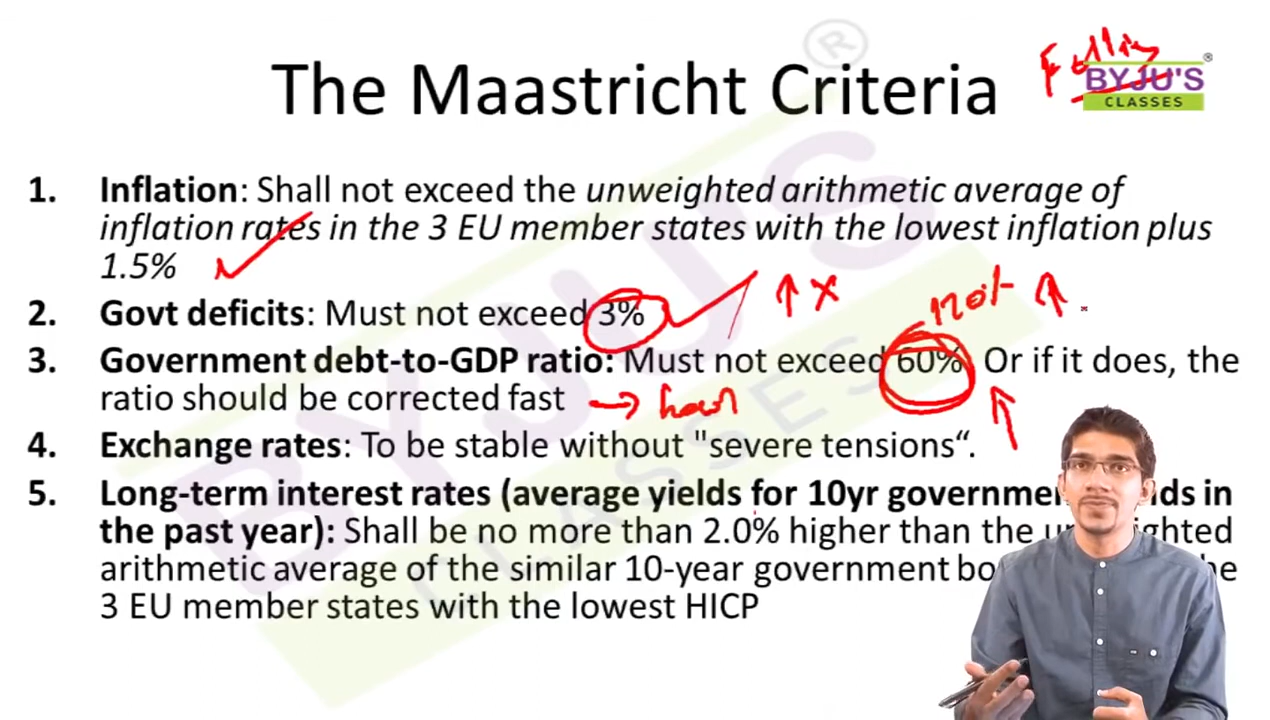 The Maastricht Criteria
BYJU'S
CLASSES
1. Inflation: Shall not exceed the unweighted arithmetic average of
inflation rates in the 3 EU member states with the lowest inflation plus
1.5%
2. Govt deficits: Must not exceed 3%
3. Government debt-to-GDP ratio: Must not exceed 60%. Or if it does, the
ratio should be corrected fast
4. Exchange rates: To be stable without "severe tensions“.
5. Long-term interest rates (average yields for 10yr in
the past year): Shall be no more than 2.0% higher than the
arithmetic average of the similar 10-year government
3 EU member states with the lowest HICP